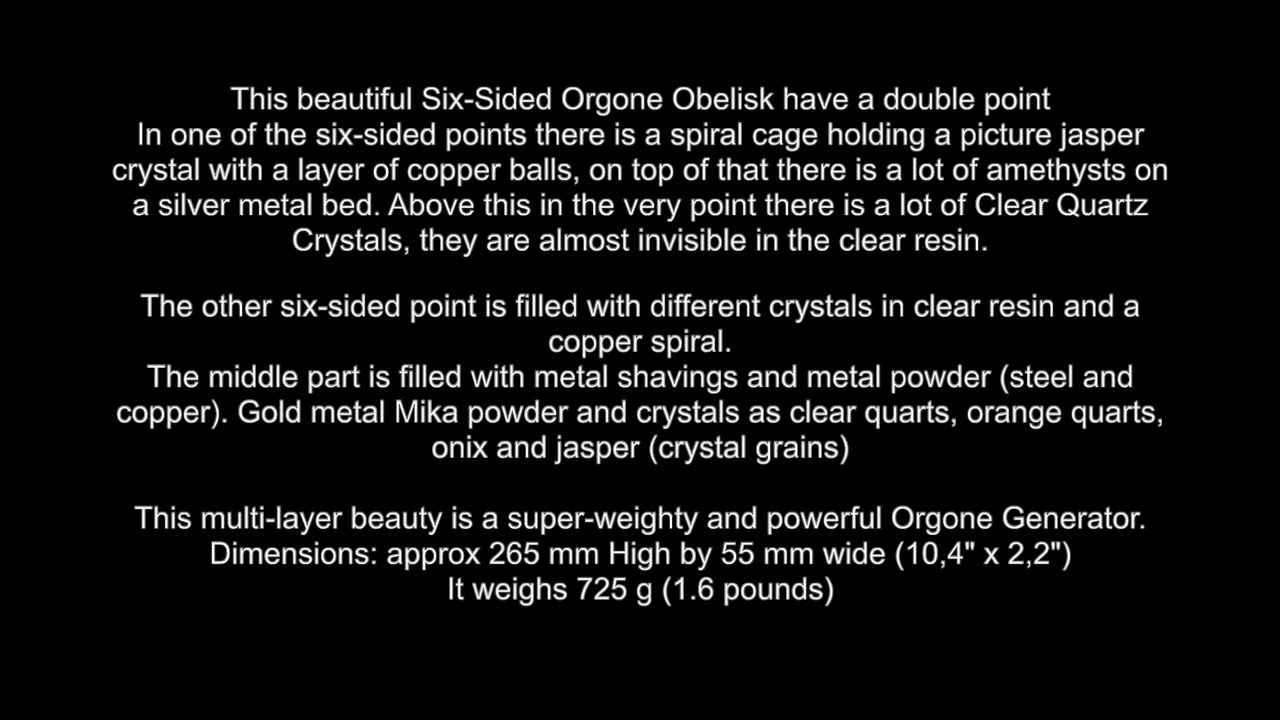 This beautiful Six-Sided Orgone Obelisk have a double point
In one of the six-sided points there is a spiral cage holding a picture jasper
crystal with a layer of copper balls, on top of that there is a lot of amethysts on
a silver metal bed. Above this in the very point there is a lot of Clear Quartz
Crystals, they are almost invisible in the clear resin.
The other six-sided point is filled with different crystals in clear resin and a
copper spiral.
The middle part is filled with metal shavings and metal powder (steel and
copper). Gold metal Mika powder and crystals as clear quarts, orange quarts,
onix and jasper (crystal grains)
This multi-layer beauty is a super-weighty and powerful Orgone Generator.
Dimensions: approx 265 mm High by 55 mm wide (10,4" x 2,2")
It weighs 725 g (1.6 pounds)